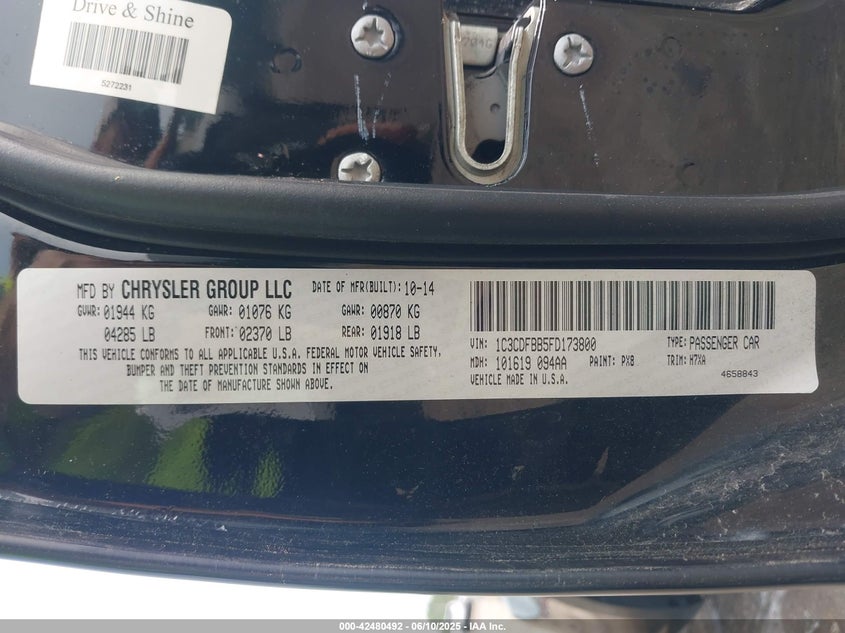 Drive & Shine
5272231
MFD BY CHRYSLER GROUP LLC DATE OF MFR(BUILT): 10-14
GVWR: 01944 KG GAWR: 01076 KG GAWR: 00870 KG
04285 LB FRONT: 02370 LB REAR: 01918 LB
THIS VEHICLE CONFORMS TO ALL APPLICABLE U.S.A. FEDERAL MOTOR VEHICLE SAFETY,
BUMPER AND THEFT PREVENTION STANDARDS IN EFFECT ON
THE DATE OF MANUFACTURE SHOWN ABOVE.
VIN: 1C3CDFBB5FD173800 TYPE: PASSENGER CAR
MDH: 101619 094AA PAINT: PX8 TRIM: H7XA
VEHICLE MADE IN U.S.A. 4658843
000-42480492 - 06/10/2025 - IAA Inc.